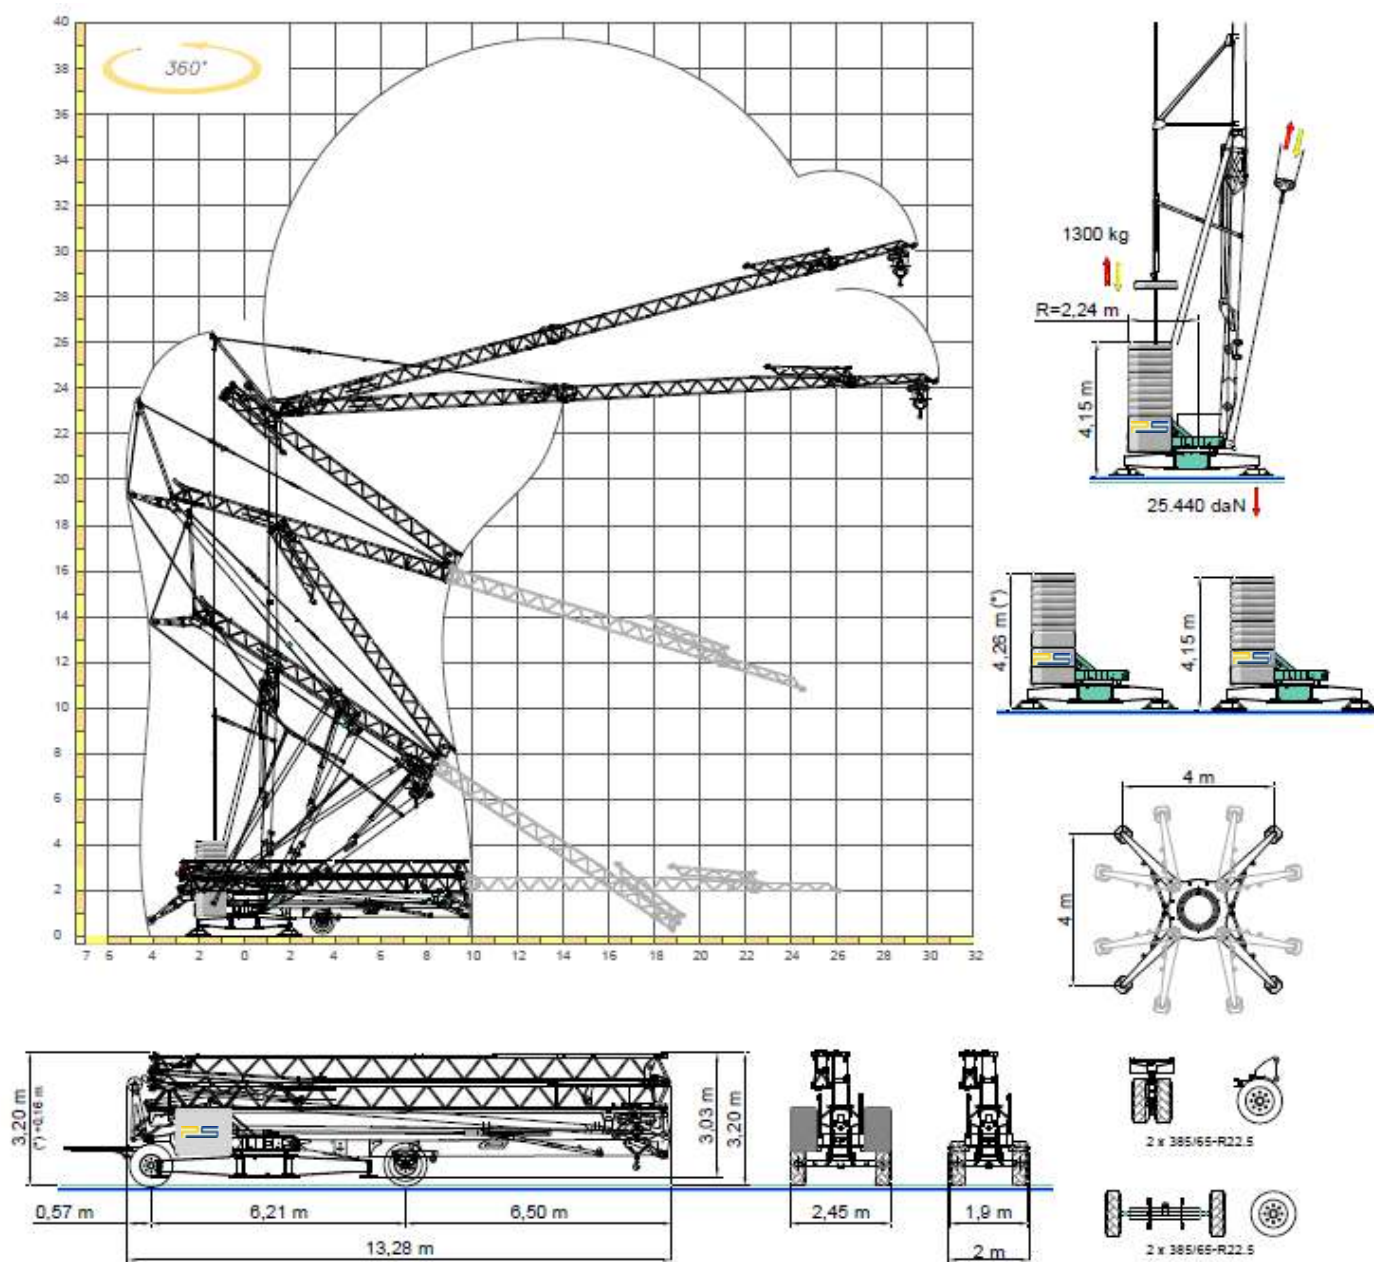 40
38
36
34
32
30
28
26
24
22
20
18
16
14
12
10
8
6
4
2
0
7 6 4 2 0 2 4 6 8 10 12 14 16 18 20 22 24 26 28 30 32
360°
1300 kg
R=2,24 m
4,15 m
PS
25.440 daN
4,26 m (*)
PS
4,15 m
PS
4 m
4 m
3,20 m
(*) +0,16 m
PS
3,03 m
3,20 m
0,57 m
6,21 m
6,50 m
13,28 m
2,45 m
1,9 m
2 m
2 x 385/65-R22.5
2 x 385/65-R22.5